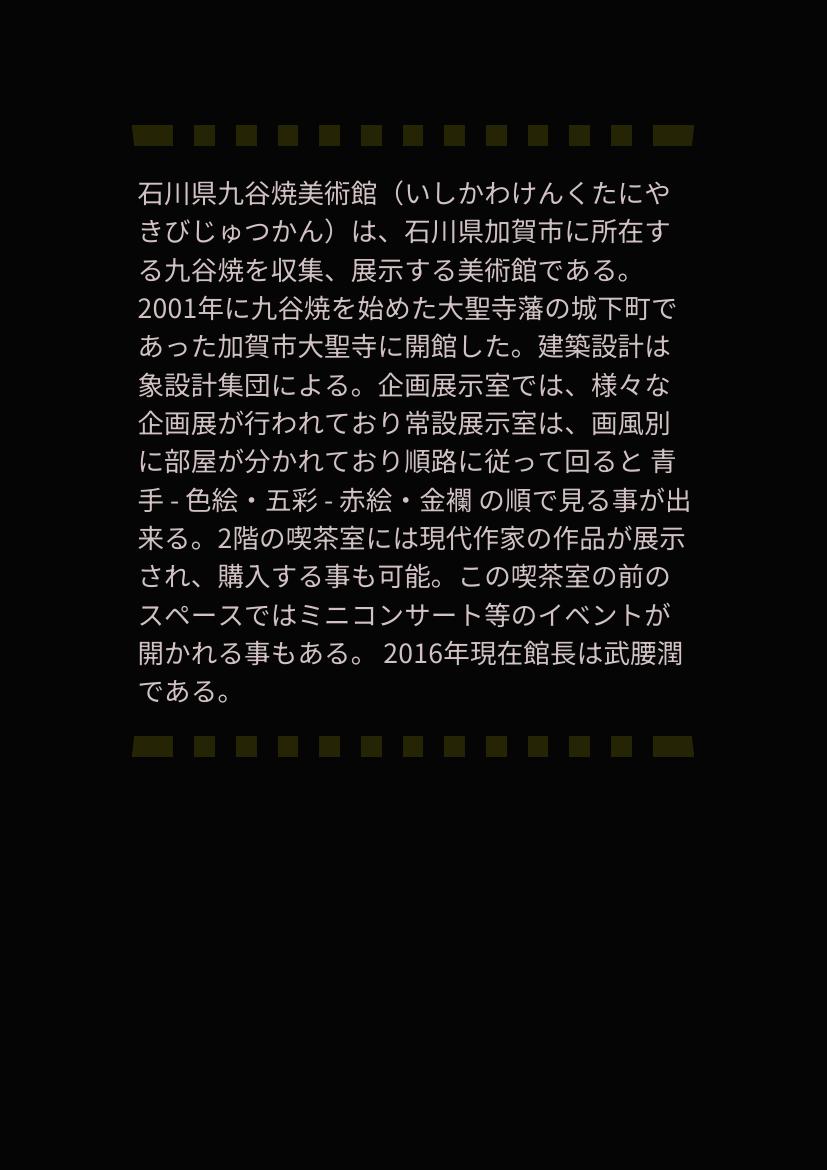 石川県九谷焼美術館（いしかわけんくたにや
きびじゅつかん）は、石川県加賀市に所在す
る九谷焼を収集、展示する美術館である。
2001年に九谷焼を始めた大聖寺藩の城下町で
あった加賀市大聖寺に開館した。建築設計は
象設計集団による。企画展示室では、様々な
企画展が行われており常設展示室は、画風別
に部屋が分かれており順路に従って回ると 青
手 - 色絵・五彩 - 赤絵・金襴 の順で見る事が出
来る。2階の喫茶室には現代作家の作品が展示
され、購入する事も可能。この喫茶室の前の
スペースではミニコンサート等のイベントが
開かれる事もある。 2016年現在館長は武腰潤
である。